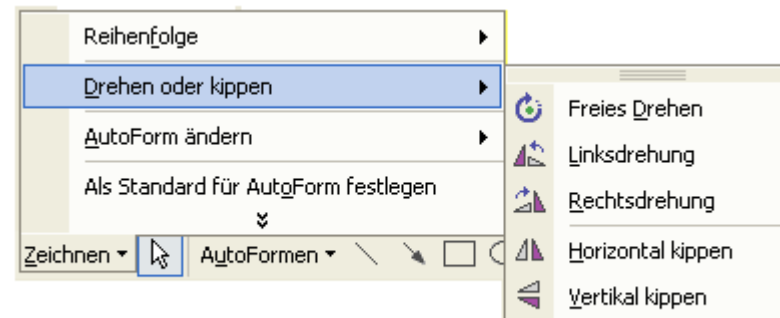 Reihenfolge
Drehen oder kippen
AutoForm ändern
Als Standard für AutoForm festlegen
Zeichnen
AutoFormen
Freies Drehen
Linksdrehung
Rechtsdrehung
Horizontal kippen
Vertikal kippen